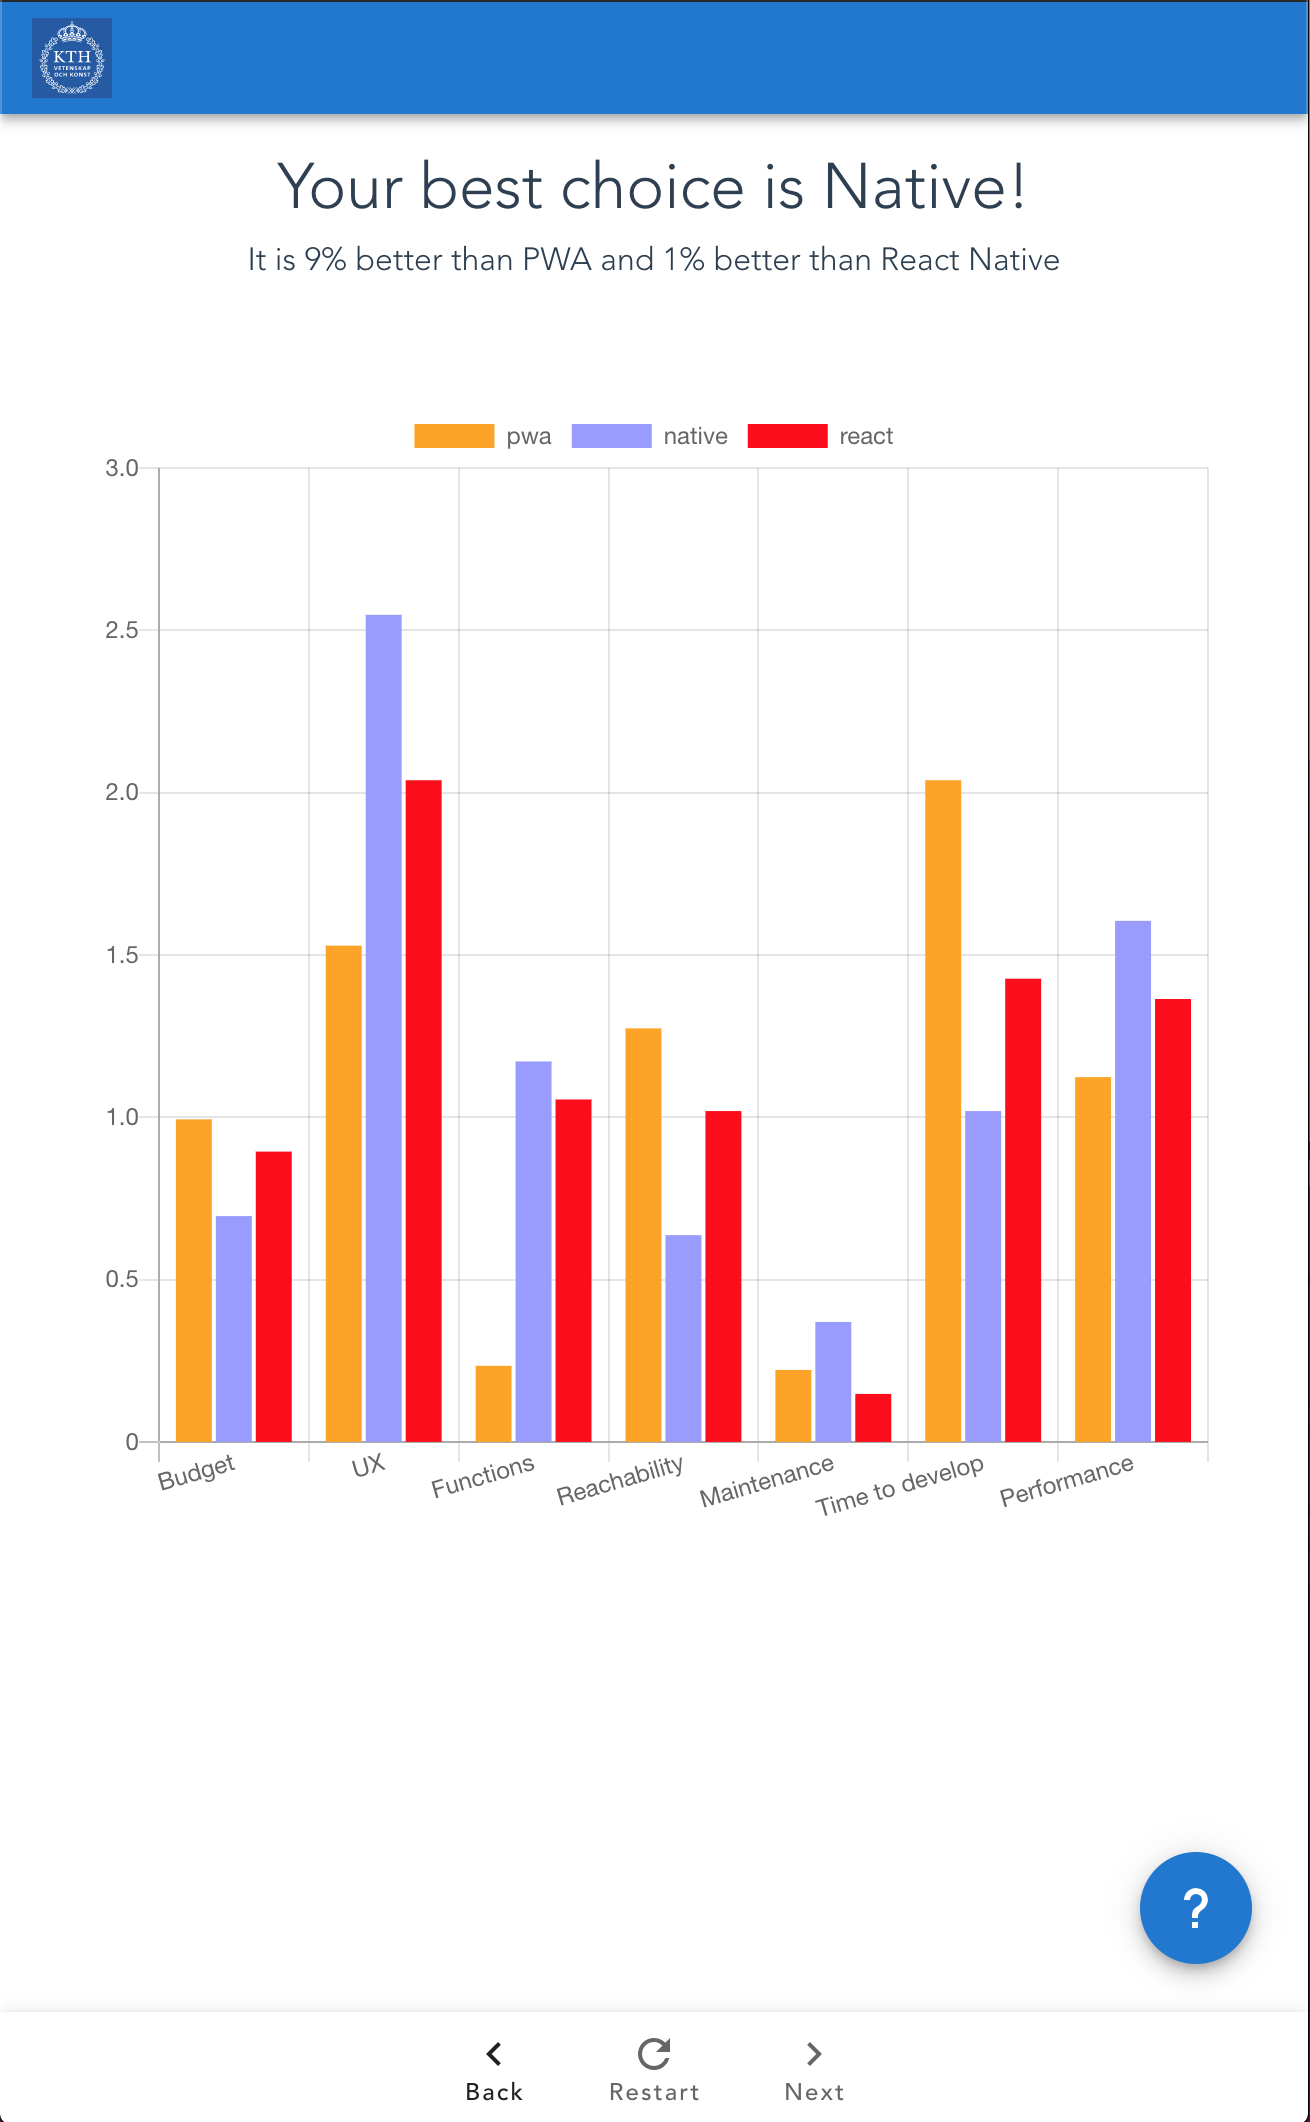 KTH
VETENSKAP
OCH KONST
Your best choice is Native!
It is 9% better than PWA and 1% better than React Native
pwa native react
3.0
2.5
2.0
1.5
1.0
0.5
0
Budget UX Functions Reachability Maintenance Time to develop Performance
?
Back Restart Next